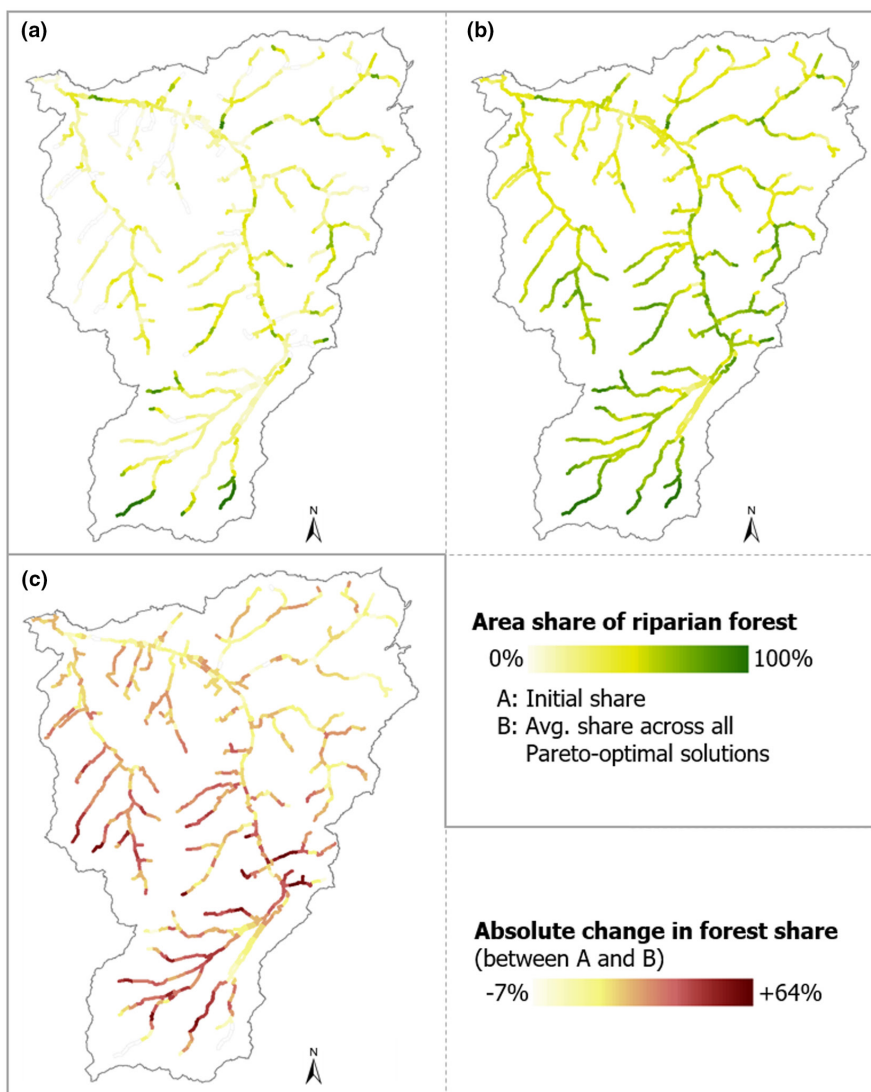 (a)
(b)
N
N
(c)
Area share of riparian forest
0% 100%
A: Initial share
B: Avg. share across all
Pareto-optimal solutions
Absolute change in forest share
(between A and B)
-7% +64%
N